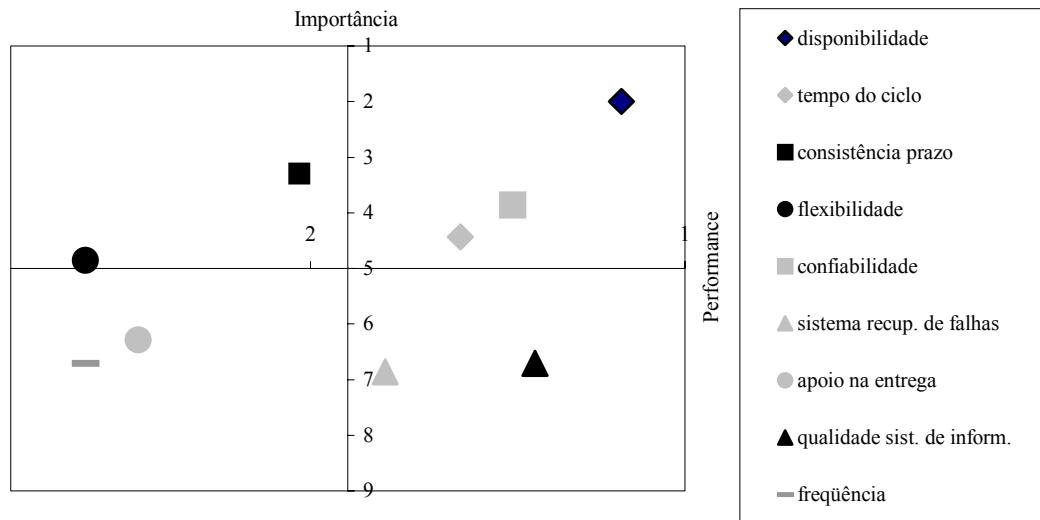 Importância
1
2
3
4
5
6
7
8
9
2
1
Performance
disponibilidade
tempo do ciclo
consistência prazo
flexibilidade
confiabilidade
sistema recup. de falhas
apoio na entrega
qualidade sist. de inform.
freqüência